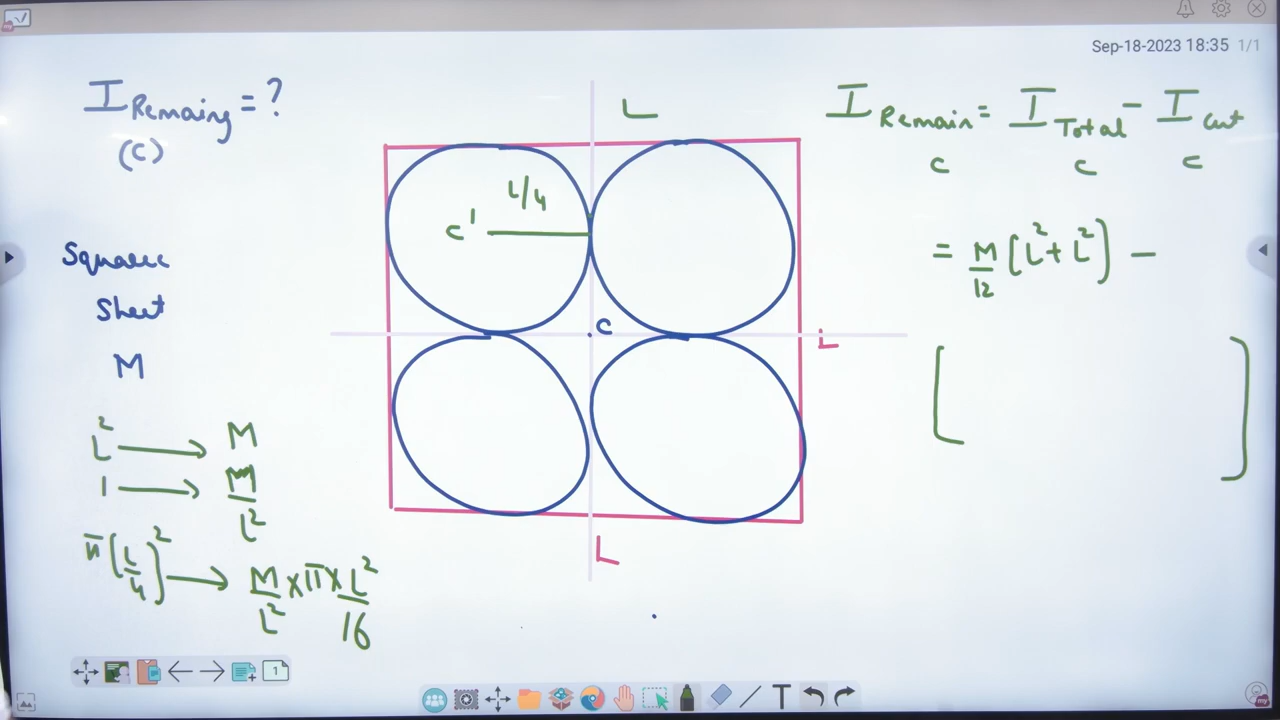 Sep-18-2023 18:35 1/1
I Remaing = ?
(C)
Square
Sheet
M
L² → M
1 → M/L²
π(L/4)² → M/L² × π × L²/16
L
L/4
C'
C
L
L
I Remain = I Total - I Cut
C C C
= M/12 [L² + L²] -
[ ]
1
T